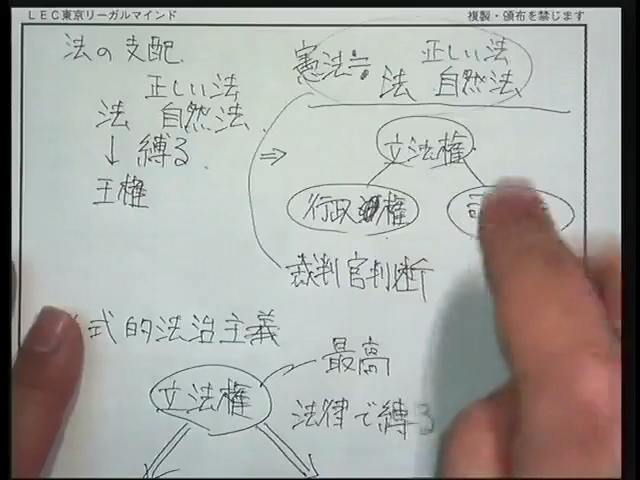 LEC東京リーガルマインド
複製・頒布を禁じます
法の支配
正しい法
法 自然法
↓縛る
王権
憲法≒
正しい法
法 自然法
⇒
立法権
行政権
司
裁判官判断
式的法治主義
立法権
最高
法律で縛る